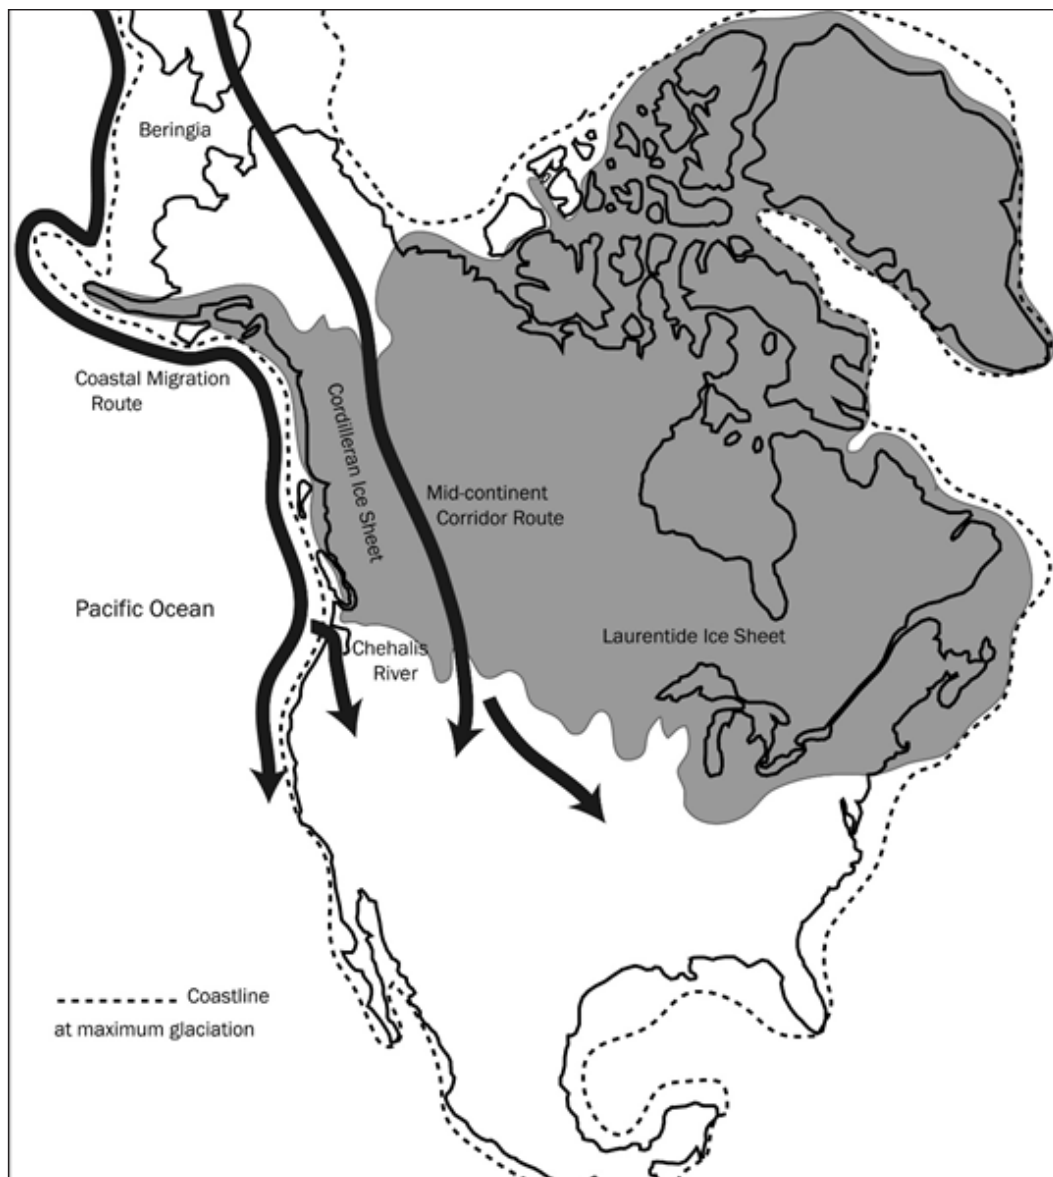 Beringia
Coastal Migration
Route
Cordilleran Ice Sheet
Mid-continent
Corridor Route
Pacific Ocean
Chehalis
River
Laurentide Ice Sheet
Coastline
at maximum glaciation